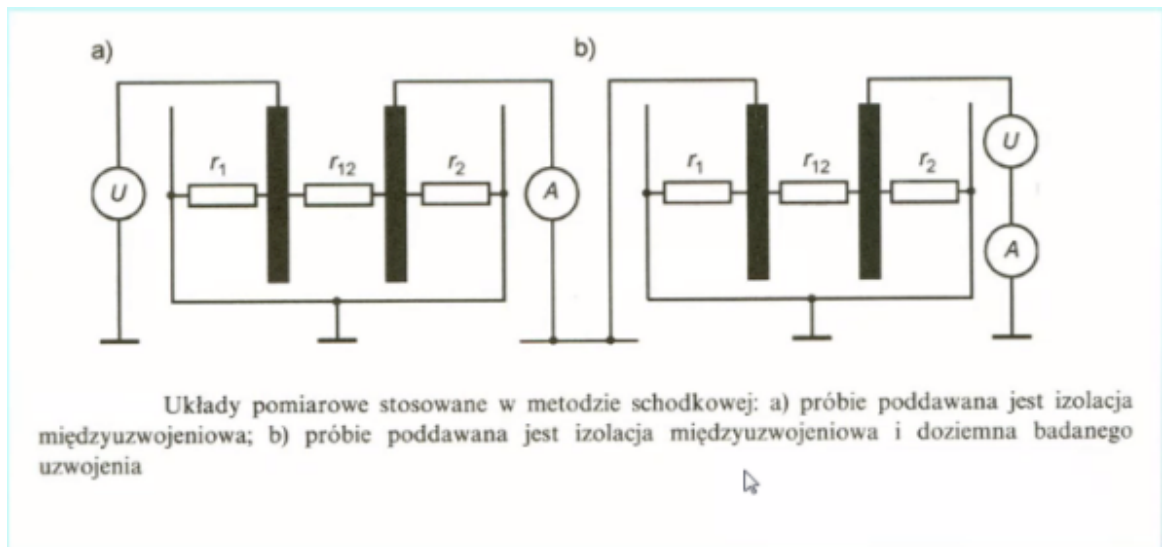 a)
b)
r1
r12
r2
U
A
r1
r12
r2
U
A
Układy pomiarowe stosowane w metodzie schodkowej: a) próbie poddawana jest izolacja
międzyuzwojeniowa; b) próbie poddawana jest izolacja międzyuzwojeniowa i doziemna badanego
uzwojenia